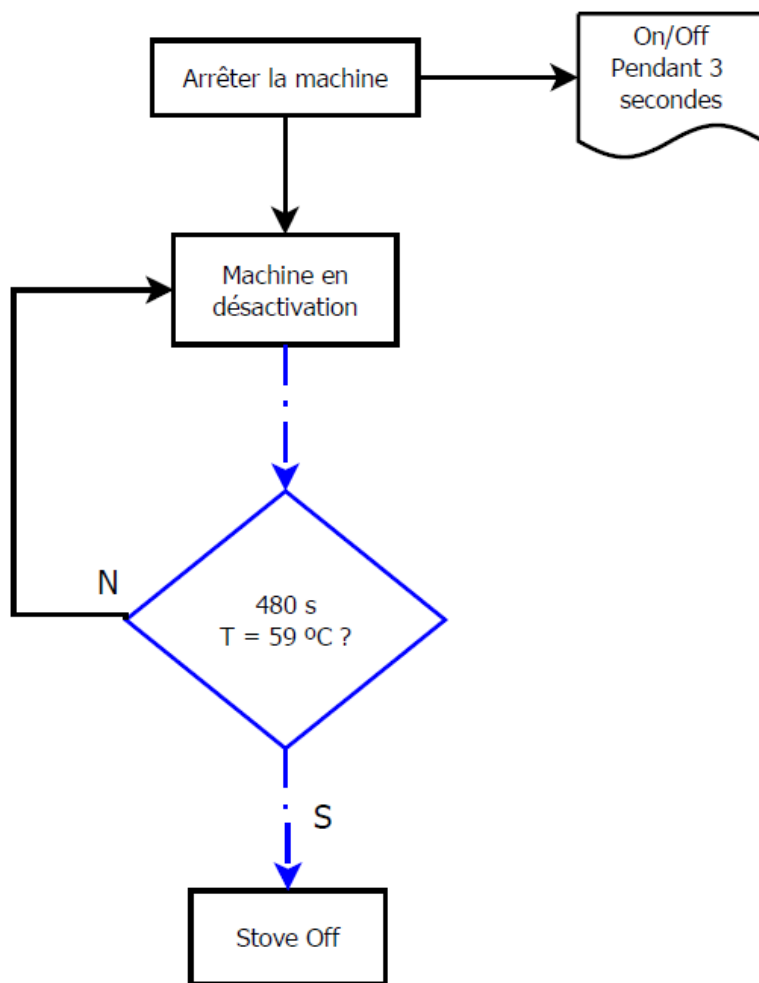 Arrêter la machine
On/Off
Pendant 3
secondes
Machine en
désactivation
N
480 s
T = 59 ºC ?
S
Stove Off